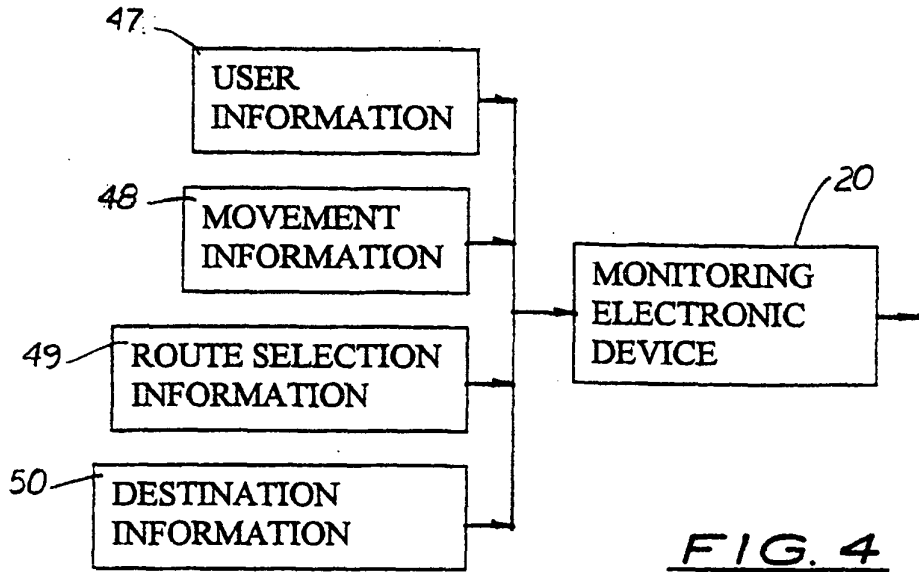 47
USER
INFORMATION
48
MOVEMENT
INFORMATION
20
MONITORING
ELECTRONIC
DEVICE
49
ROUTE SELECTION
INFORMATION
50
DESTINATION
INFORMATION
FIG. 4